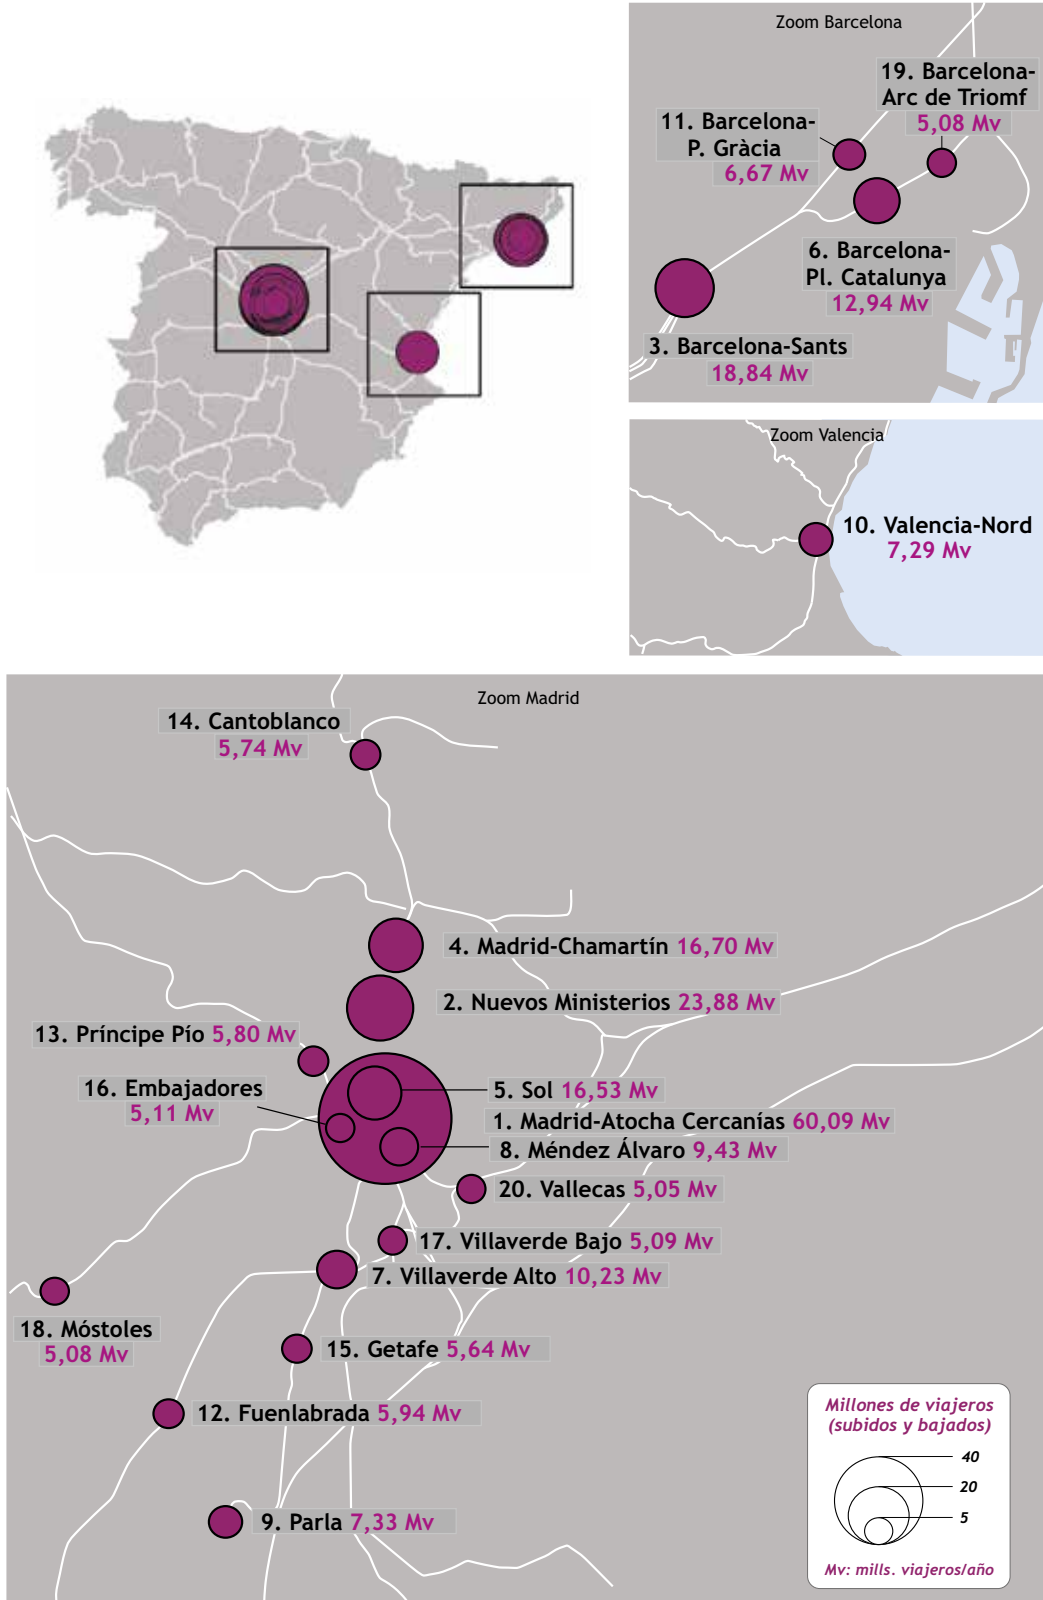 Zoom Barcelona
19. Barcelona-
Arc de Triomf
5,08 Mv
11. Barcelona-
P. Gràcia
6,67 Mv
6. Barcelona-
Pl. Catalunya
12,94 Mv
3. Barcelona-Sants
18,84 Mv
Zoom Valencia
10. Valencia-Nord
7,29 Mv
Zoom Madrid
14. Cantoblanco
5,74 Mv
4. Madrid-Chamartín 16,70 Mv
2. Nuevos Ministerios 23,88 Mv
13. Príncipe Pío 5,80 Mv
16. Embajadores
5,11 Mv
5. Sol 16,53 Mv
1. Madrid-Atocha Cercanías 60,09 Mv
8. Méndez Álvaro 9,43 Mv
20. Vallecas 5,05 Mv
17. Villaverde Bajo 5,09 Mv
7. Villaverde Alto 10,23 Mv
18. Móstoles
5,08 Mv
15. Getafe 5,64 Mv
12. Fuenlabrada 5,94 Mv
9. Parla 7,33 Mv
Millones de viajeros
(subidos y bajados)
40
20
5
Mv: mills. viajeros/año